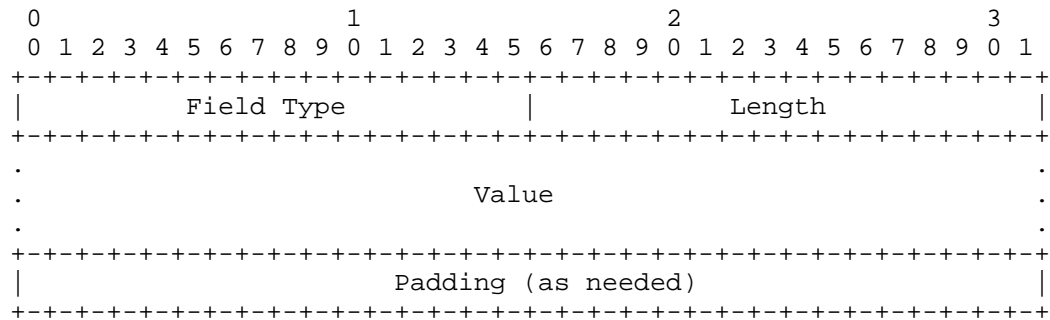 0                   1                   2                   3
 0 1 2 3 4 5 6 7 8 9 0 1 2 3 4 5 6 7 8 9 0 1 2 3 4 5 6 7 8 9 0 1
+-+-+-+-+-+-+-+-+-+-+-+-+-+-+-+-+-+-+-+-+-+-+-+-+-+-+-+-+-+-+-+-+
|          Field Type           |            Length             |
+-+-+-+-+-+-+-+-+-+-+-+-+-+-+-+-+-+-+-+-+-+-+-+-+-+-+-+-+-+-+-+-+
.                                                               .
.                            Value                              .
.                                                               .
+-+-+-+-+-+-+-+-+-+-+-+-+-+-+-+-+-+-+-+-+-+-+-+-+-+-+-+-+-+-+-+-+
|                       Padding (as needed)                     |
+-+-+-+-+-+-+-+-+-+-+-+-+-+-+-+-+-+-+-+-+-+-+-+-+-+-+-+-+-+-+-+-+